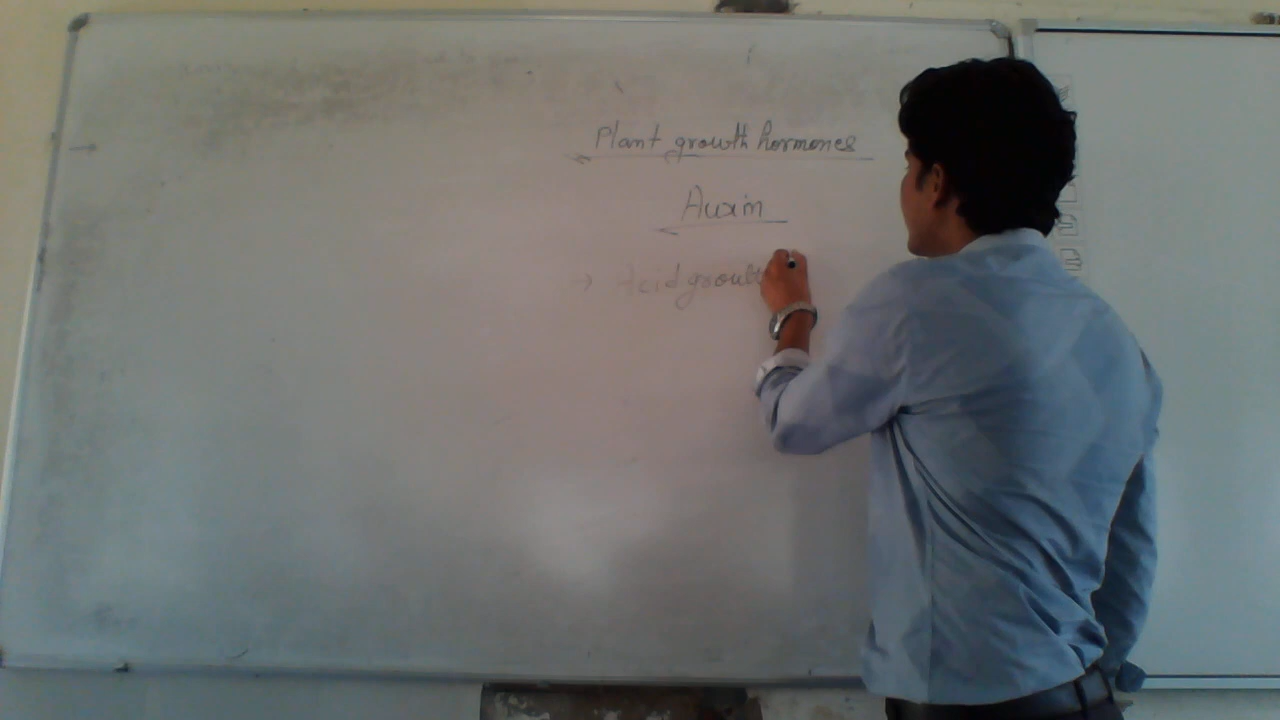 Plant growth hormones
Auxin
→ Acid growth